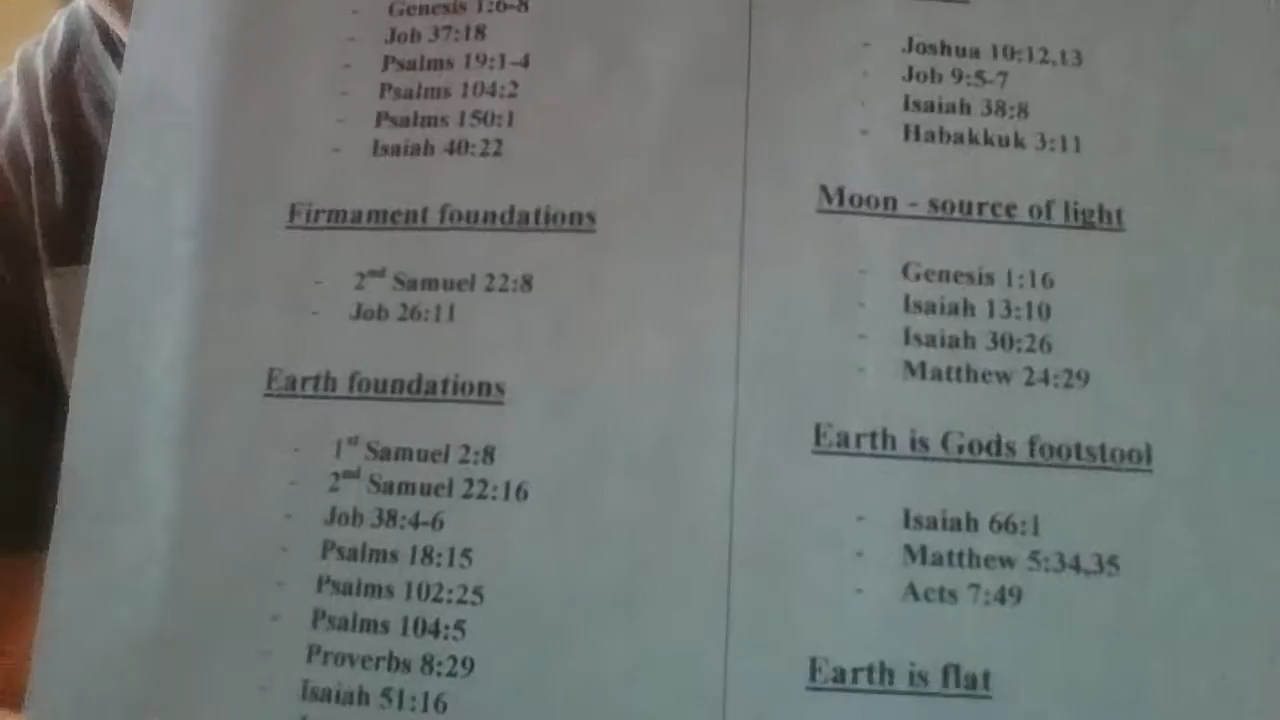 Genesis 1:6-8
Job 37:18
Psalms 19:1-4
Psalms 104:2
Psalms 150:1
Isaiah 40:22
Firmament foundations
2nd Samuel 22:8
Job 26:11
Earth foundations
1st Samuel 2:8
2nd Samuel 22:16
Job 38:4-6
Psalms 18:15
Psalms 102:25
Psalms 104:5
Proverbs 8:29
Isaiah 51:16
Joshua 10:12,13
Job 9:5-7
Isaiah 38:8
Habakkuk 3:11
Moon - source of light
Genesis 1:16
Isaiah 13:10
Isaiah 30:26
Matthew 24:29
Earth is Gods footstool
Isaiah 66:1
Matthew 5:34,35
Acts 7:49
Earth is flat